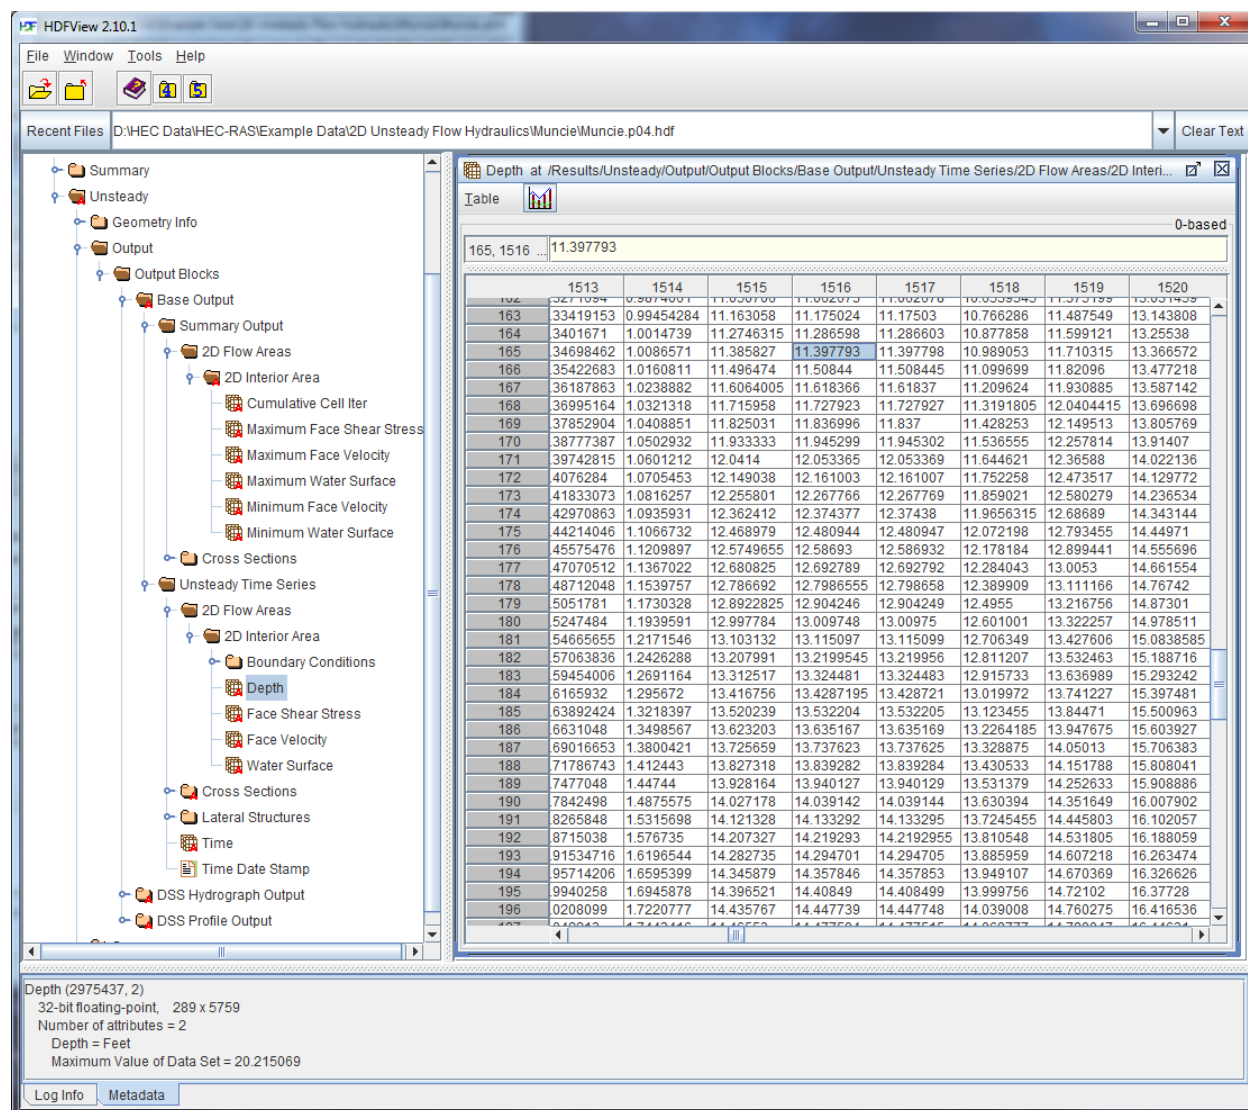 HDFView 2.10.1
File Window Tools Help
Recent Files D:\HEC Data\HEC-RAS\Example Data\2D Unsteady Flow Hydraulics\Muncie\Muncie.p04.hdf Clear Text
Summary
Unsteady
Geometry Info
Output
Output Blocks
Base Output
Summary Output
2D Flow Areas
2D Interior Area
Cumulative Cell Iter
Maximum Face Shear Stress
Maximum Face Velocity
Maximum Water Surface
Minimum Face Velocity
Minimum Water Surface
Cross Sections
Unsteady Time Series
2D Flow Areas
2D Interior Area
Boundary Conditions
Depth
Face Shear Stress
Face Velocity
Water Surface
Cross Sections
Lateral Structures
Time
Time Date Stamp
DSS Hydrograph Output
DSS Profile Output
Depth at /Results/Unsteady/Output/Output Blocks/Base Output/Unsteady Time Series/2D Flow Areas/2D Interi...
Table
0-based
165, 1516 ... 11.397793
1513 1514 1515 1516 1517 1518 1519 1520
163 .33419153 0.99454284 11.163058 11.175024 11.17503 10.766286 11.487549 13.143808
164 .3401671 1.0014739 11.2746315 11.286598 11.286603 10.877858 11.599121 13.25538
165 .34698462 1.0086571 11.385827 11.397793 11.397798 10.989053 11.710315 13.366572
166 .35422683 1.0160811 11.496474 11.50844 11.508445 11.099699 11.82096 13.477218
167 .36187863 1.0238882 11.6064005 11.618366 11.61837 11.209624 11.930885 13.587142
168 .36995164 1.0321318 11.715958 11.727923 11.727927 11.3191805 12.0404415 13.696698
169 .37852904 1.0408851 11.825031 11.836996 11.837 11.428253 12.149513 13.805769
170 .38777387 1.0502932 11.933333 11.945299 11.945302 11.536555 12.257814 13.91407
171 .39742815 1.0601212 12.0414 12.053365 12.053369 11.644621 12.36588 14.022136
172 .4076284 1.0705453 12.149038 12.161003 12.161007 11.752258 12.473517 14.129772
173 .41833073 1.0816257 12.255801 12.267766 12.267769 11.859021 12.580279 14.236534
174 .42970863 1.0935931 12.362412 12.374377 12.37438 11.9656315 12.68689 14.343144
175 .44214046 1.1066732 12.468979 12.480944 12.480947 12.072198 12.793455 14.44971
176 .45575476 1.1209897 12.5749655 12.58693 12.586932 12.178184 12.899441 14.555696
177 .47070512 1.1367022 12.680825 12.692789 12.692792 12.284043 13.0053 14.661554
178 .48712048 1.1539757 12.786692 12.7986555 12.798658 12.389909 13.111166 14.76742
179 .5051781 1.1730328 12.8922825 12.904246 12.904249 12.4955 13.216756 14.87301
180 .5247484 1.1939591 12.997784 13.009748 13.00975 12.601001 13.322257 14.978511
181 .54665655 1.2171546 13.103132 13.115097 13.115099 12.706349 13.427606 15.0838585
182 .57063836 1.2426288 13.207991 13.2199545 13.219956 12.811207 13.532463 15.188716
183 .59454006 1.2691164 13.312517 13.324481 13.324483 12.915733 13.636989 15.293242
184 .6165932 1.295672 13.416756 13.4287195 13.428721 13.019972 13.741227 15.397481
185 .63892424 1.3218397 13.520239 13.532204 13.532205 13.123455 13.84471 15.500963
186 .6631048 1.3498567 13.623203 13.635167 13.635169 13.2264185 13.947675 15.603927
187 .69016653 1.3800421 13.725659 13.737623 13.737625 13.328875 14.05013 15.706383
188 .71786743 1.412443 13.827318 13.839282 13.839284 13.430533 14.151788 15.808041
189 .7477048 1.44744 13.928164 13.940127 13.940129 13.531379 14.252633 15.908886
190 .7842498 1.4875575 14.027178 14.039142 14.039144 13.630394 14.351649 16.007902
191 .8265848 1.5315698 14.121328 14.133292 14.133295 13.7245455 14.445803 16.102057
192 .8715038 1.576735 14.207327 14.219293 14.2192955 13.810548 14.531805 16.188059
193 .91534716 1.6196544 14.282735 14.294701 14.294705 13.885959 14.607218 16.263474
194 .95714206 1.6595399 14.345879 14.357846 14.357853 13.949107 14.670369 16.326626
195 .9940258 1.6945878 14.396521 14.40849 14.408499 13.999756 14.72102 16.37728
196 .0208099 1.7220777 14.435767 14.447739 14.447748 14.039008 14.760275 16.416536
Depth (2975437, 2)
32-bit floating-point, 289 x 5759
Number of attributes = 2
Depth = Feet
Maximum Value of Data Set = 20.215069
Log Info Metadata